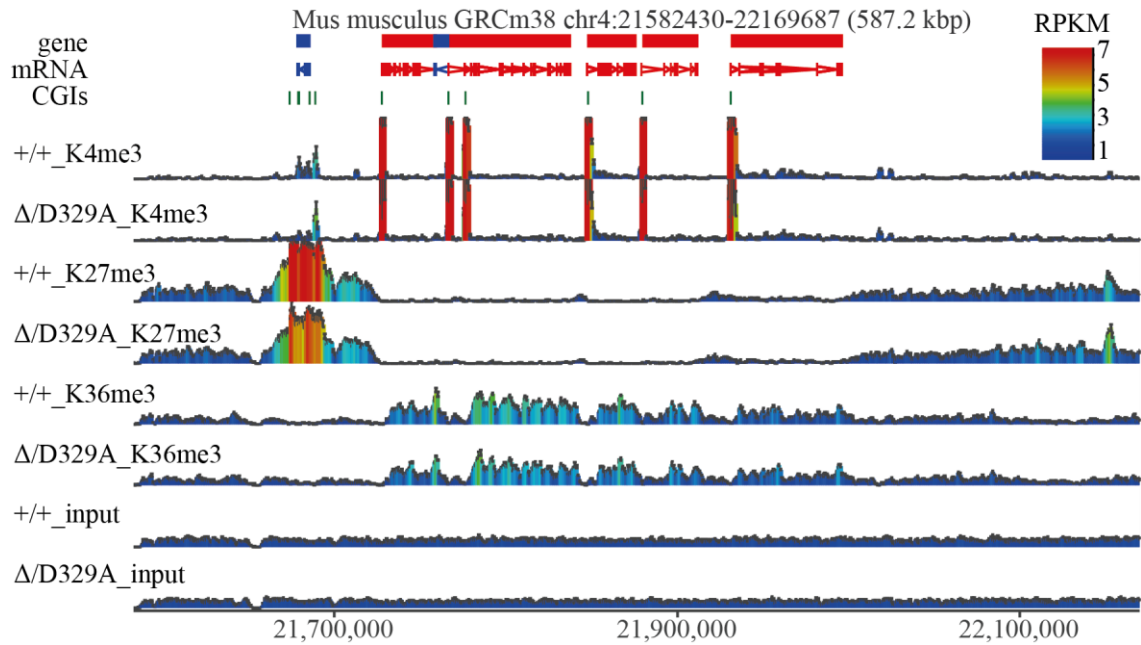 Mus musculus GRCm38 chr4:21582430-22169687 (587.2 kbp)
RPKM
gene
mRNA
CGIs
7
5
3
1
+/+_K4me3
Δ/D329A_K4me3
+/+_K27me3
Δ/D329A_K27me3
+/+_K36me3
Δ/D329A_K36me3
+/+_input
Δ/D329A_input
21,700,000 21,900,000 22,100,000